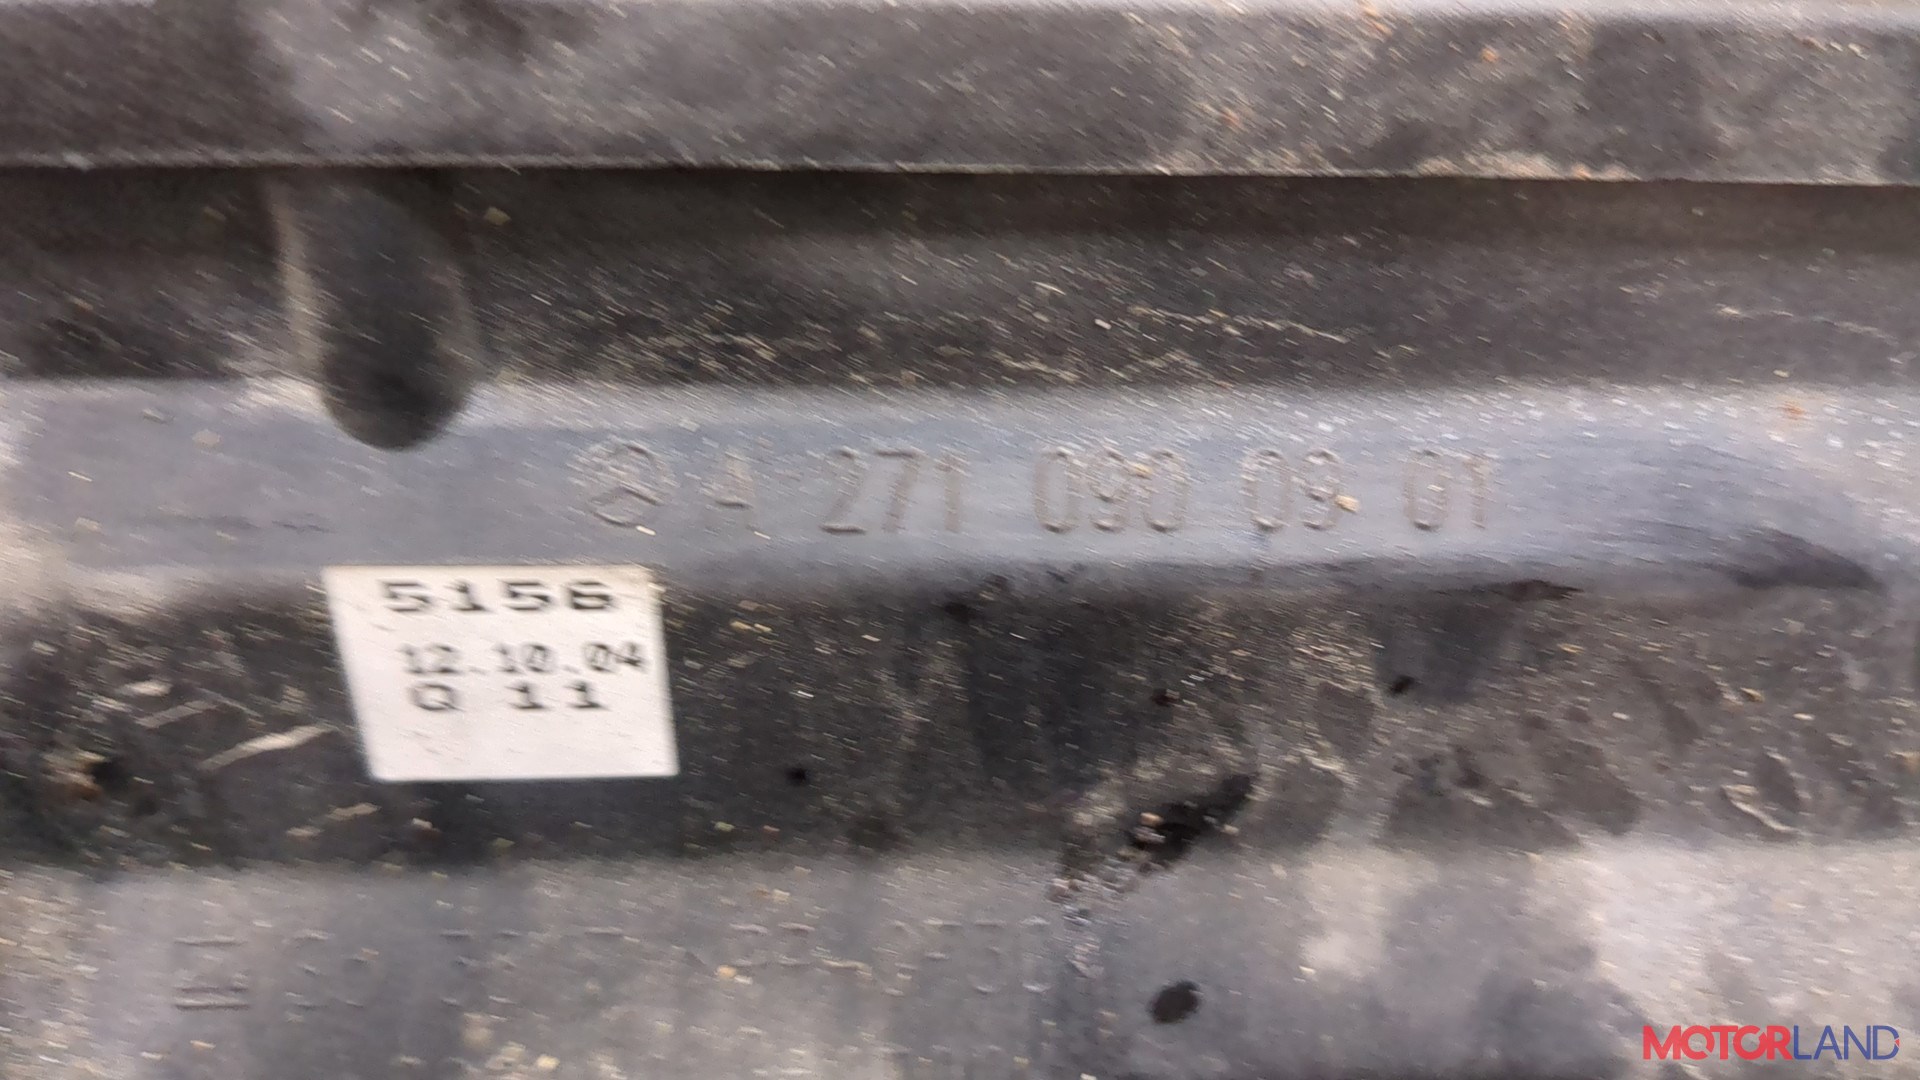 A 271 090 09 01
5156
12.10.04
Q 11
MOTORLAND